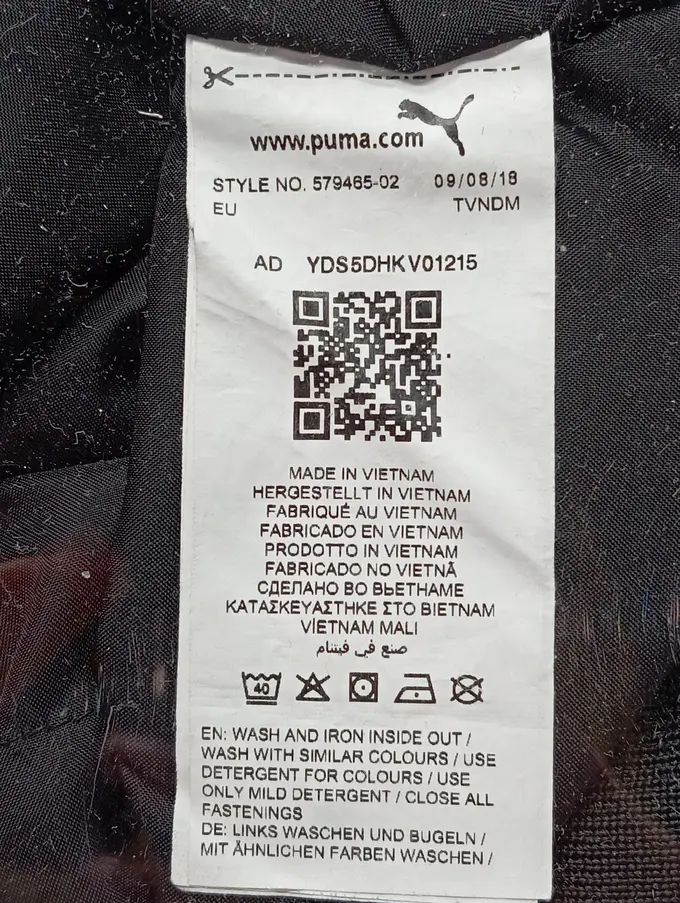 www.puma.com
STYLE NO. 579465-02 09/08/18
EU TVNDM
AD YDS5DHKV01215
MADE IN VIETNAM
HERGESTELLT IN VIETNAM
FABRIQUÉ AU VIETNAM
FABRICADO EN VIETNAM
PRODOTTO IN VIETNAM
FABRICADO NO VIETNÃ
СДЕЛАНО ВО ВЬЕТНАМЕ
ΚΑΤΑΣΚΕΥΑΣΤΗΚΕ ΣΤΟ ΒΙΕΤΝΑΜ
VİETNAM MALI
صنع في فيتنام
40
EN: WASH AND IRON INSIDE OUT /
WASH WITH SIMILAR COLOURS / USE
DETERGENT FOR COLOURS / USE
ONLY MILD DETERGENT / CLOSE ALL
FASTENINGS
DE: LINKS WASCHEN UND BUGELN /
MIT ÄHNLICHEN FARBEN WASCHEN /